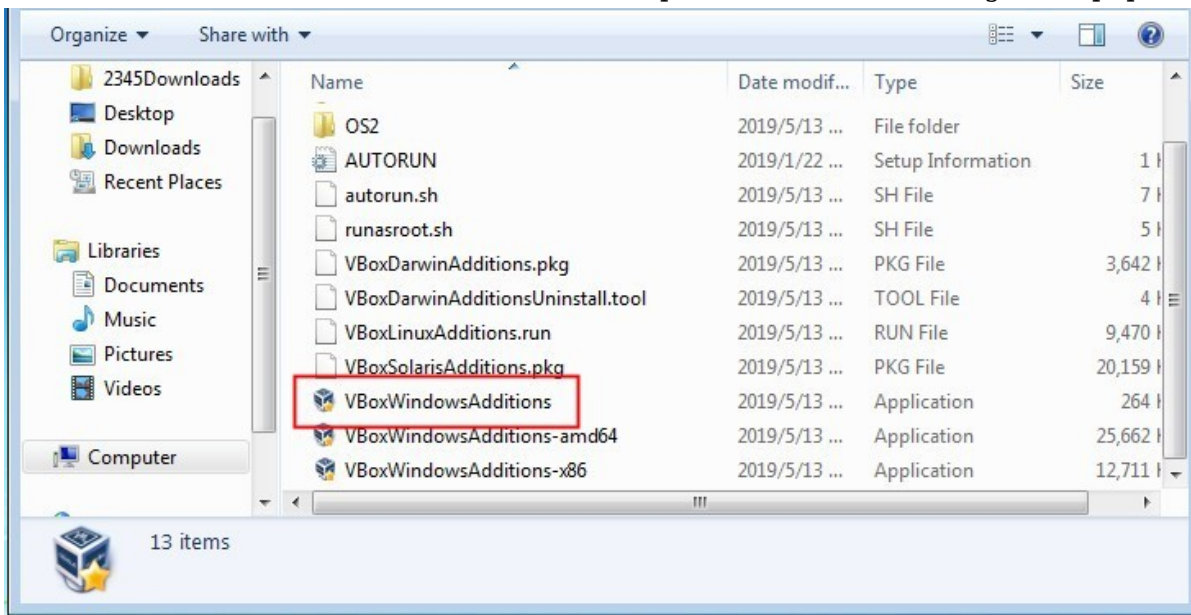 Organize Share with
2345Downloads
Desktop
Downloads
Recent Places
Libraries
Documents
Music
Pictures
Videos
Computer
Name Date modif... Type Size
OS2 2019/5/13 ... File folder
AUTORUN 2019/1/22 ... Setup Information 1
autorun.sh 2019/5/13 ... SH File 7
runasroot.sh 2019/5/13 ... SH File 5
VBoxDarwinAdditions.pkg 2019/5/13 ... PKG File 3,642
VBoxDarwinAdditionsUninstall.tool 2019/5/13 ... TOOL File 4
VBoxLinuxAdditions.run 2019/5/13 ... RUN File 9,470
VBoxSolarisAdditions.pkg 2019/5/13 ... PKG File 20,159
VBoxWindowsAdditions 2019/5/13 ... Application 264
VBoxWindowsAdditions-amd64 2019/5/13 ... Application 25,662
VBoxWindowsAdditions-x86 2019/5/13 ... Application 12,711
13 items